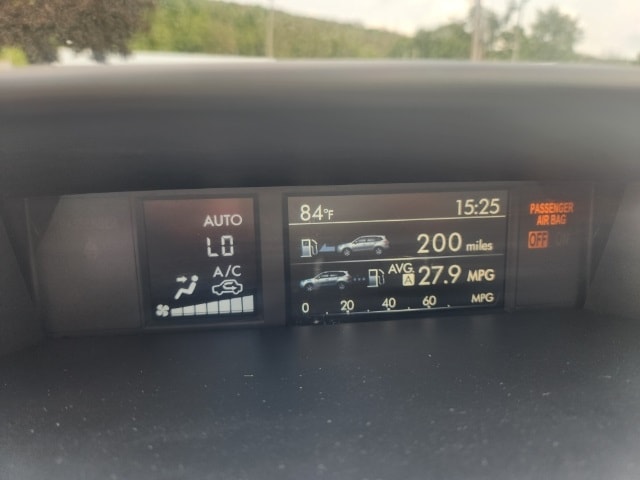 AUTO
LO
A/C
84°F 15:25
200 miles
AVG.
A 27.9 MPG
0 20 40 60 MPG
PASSENGER
AIR BAG
OFF